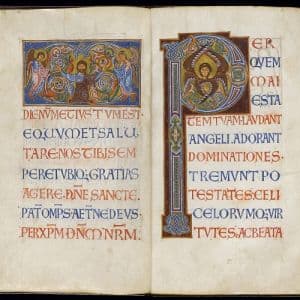 DIGNUM ET IUSTUM EST
EQUUM ET SALU
TARE NOS TIBI SEM
PER ET UBIQ; GRATIAS
AGERE. DNE SANCTE.
PAT OMPS. AETNE DEUS.
PER XPM DNM NRM.
PER
QUEM
MAI
ESTA
TEM TUAM LAUDANT
ANGELI. ADORANT
DOMINATIONES.
TREMUNT PO
TESTATES. CELI
CELORUMQ; UIR
TUTES. AC BEATA